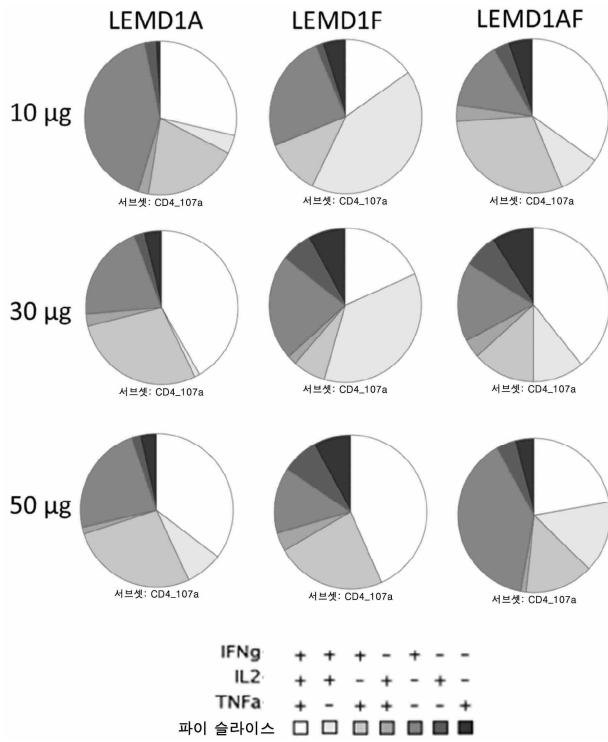 LEMD1A LEMD1F LEMD1AF
10 µg
서브셋: CD4_107a 서브셋: CD4_107a 서브셋: CD4_107a
30 µg
서브셋: CD4_107a 서브셋: CD4_107a 서브셋: CD4_107a
50 µg
서브셋: CD4_107a 서브셋: CD4_107a 서브셋: CD4_107a
IFNg + + + - + - -
IL2 + + - + - + -
TNFa + - + + - - +
파이 슬라이스